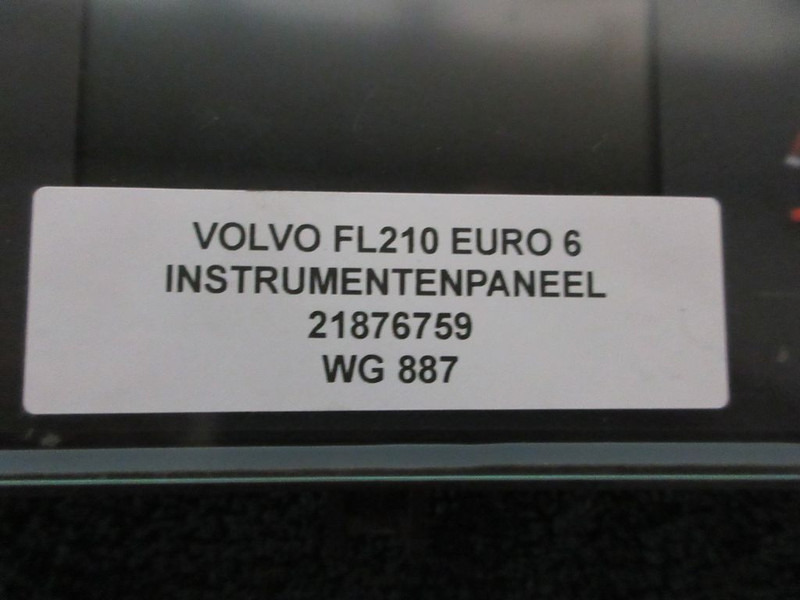 VOLVO FL210 EURO 6
INSTRUMENTENPANEEL
21876759
WG 887